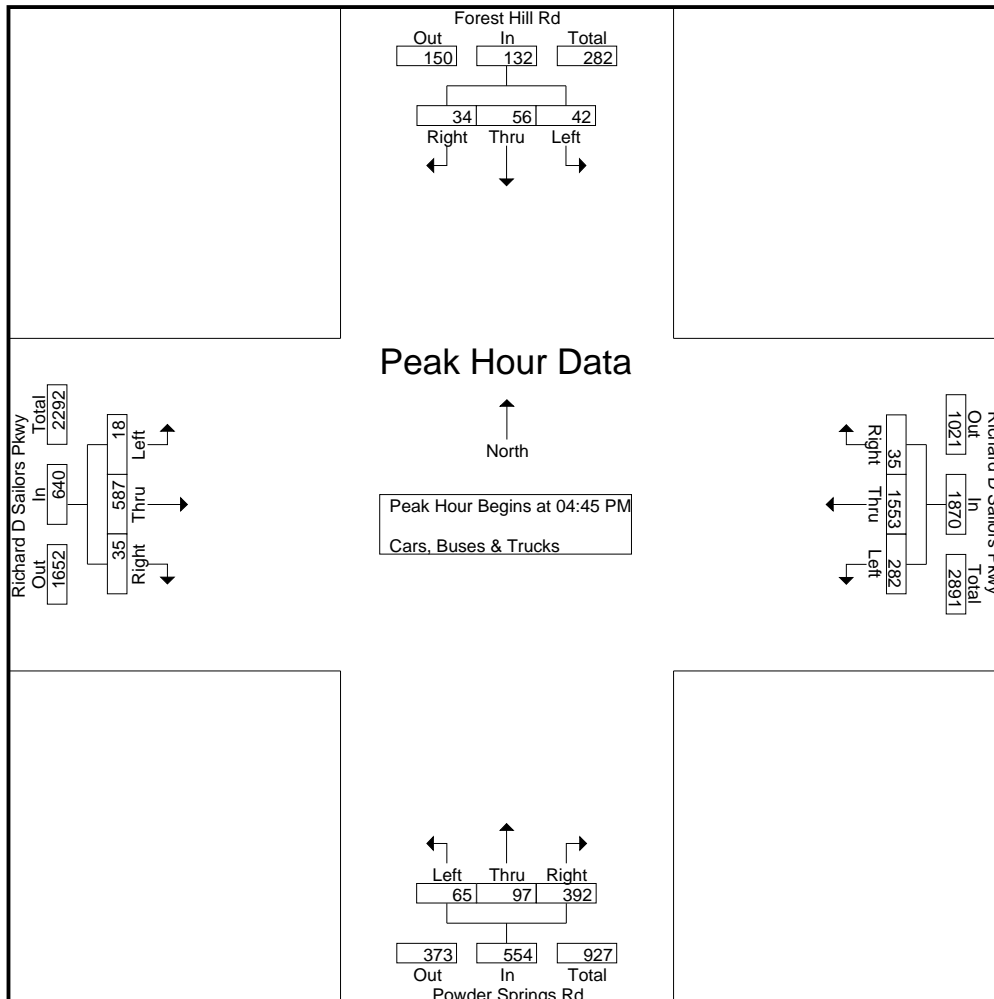 Forest Hill Rd
Out In Total
150 132 282
34 56 42
Right Thru Left
Peak Hour Data
North
Peak Hour Begins at 04:45 PM
Cars, Buses & Trucks
Richard D Sailors Pkwy
Total In Out
2292 640 1652
18 587 35
Left Thru Right
Richard D Sailors Pkwy
Out In Total
1021 1870 2891
35 1553 282
Right Thru Left
Left Thru Right
65 97 392
373 554 927
Out In Total
Powder Springs Rd